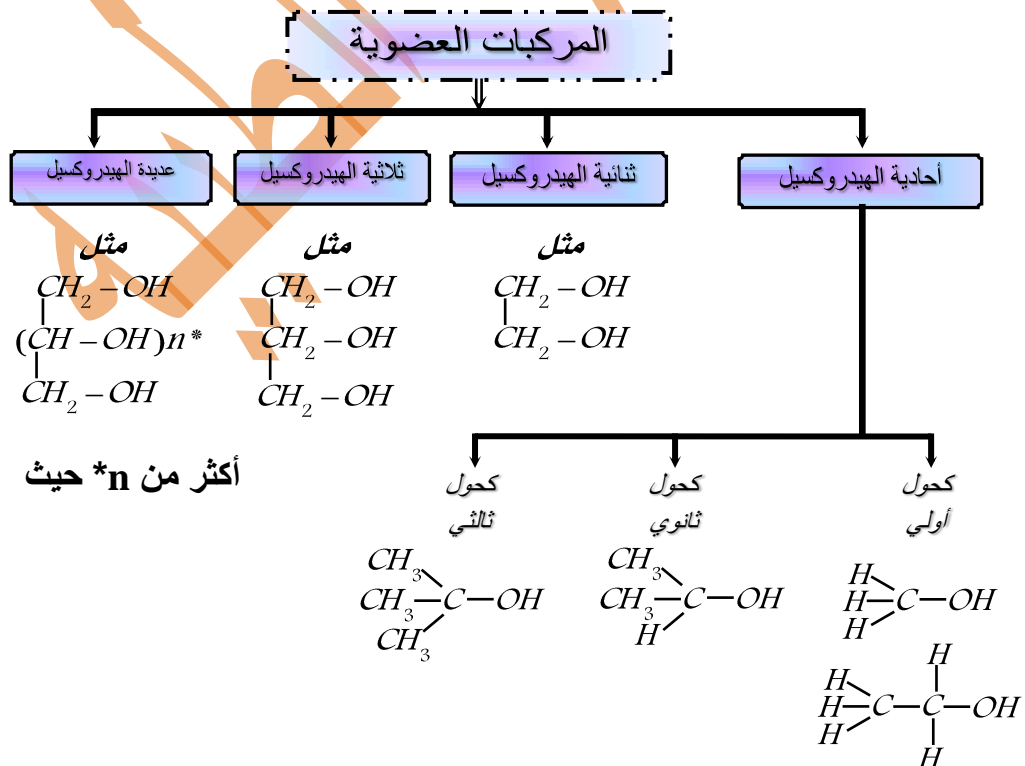 المركبات العضوية
أحادية الهيدروكسيل
ثنائية الهيدروكسيل
ثلاثية الهيدروكسيل
عديدة الهيدروكسيل
مثل
CH₂ – OH
CH₂ – OH
مثل
CH₂ – OH
CH₂ – OH
CH₂ – OH
مثل
CH₂ – OH
(CH – OH)n *
CH₂ – OH
أكثر من n* حيث
كحول
أولي
H
H — C — OH
H
H
H
H — C — C — OH
H
H
كحول
ثانوي
CH₃
CH₃ — C — OH
H
كحول
ثالثي
CH₃
CH₃ — C — OH
CH₃